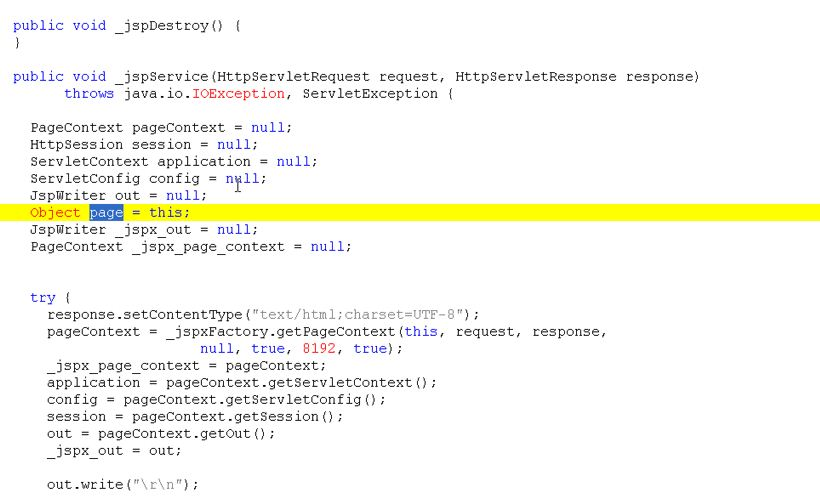 public void _jspDestroy() {
}
public void _jspService(HttpServletRequest request, HttpServletResponse response)
throws java.io.IOException, ServletException {
PageContext pageContext = null;
HttpSession session = null;
ServletContext application = null;
ServletConfig config = null;
JspWriter out = null;
Object page = this;
JspWriter _jspx_out = null;
PageContext _jspx_page_context = null;
try {
response.setContentType("text/html;charset=UTF-8");
pageContext = _jspxFactory.getPageContext(this, request, response,
null, true, 8192, true);
_jspx_page_context = pageContext;
application = pageContext.getServletContext();
config = pageContext.getServletConfig();
session = pageContext.getSession();
out = pageContext.getOut();
_jspx_out = out;
out.write("\r\n");